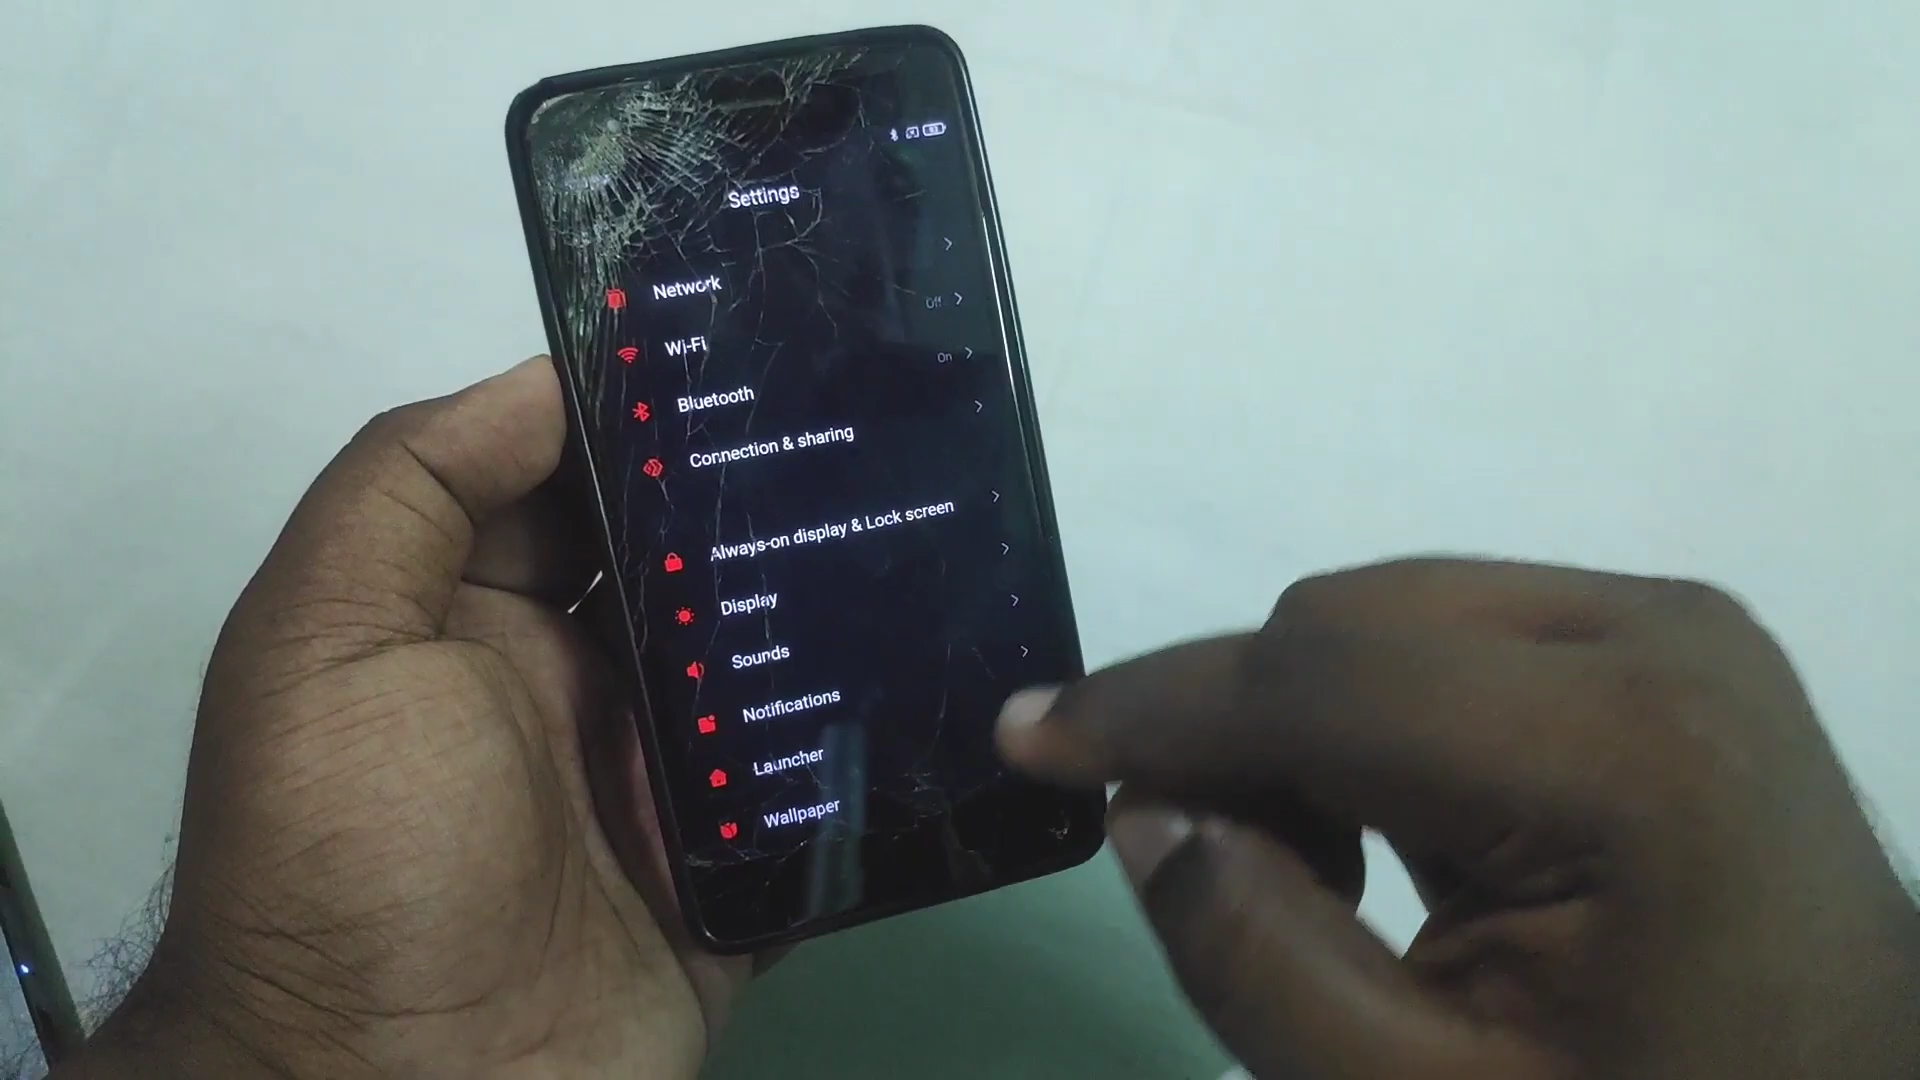 Settings
Network
Off
Wi-Fi
On
Bluetooth
Connection & sharing
Always-on display & Lock screen
Display
Sounds
Notifications
Launcher
Wallpaper